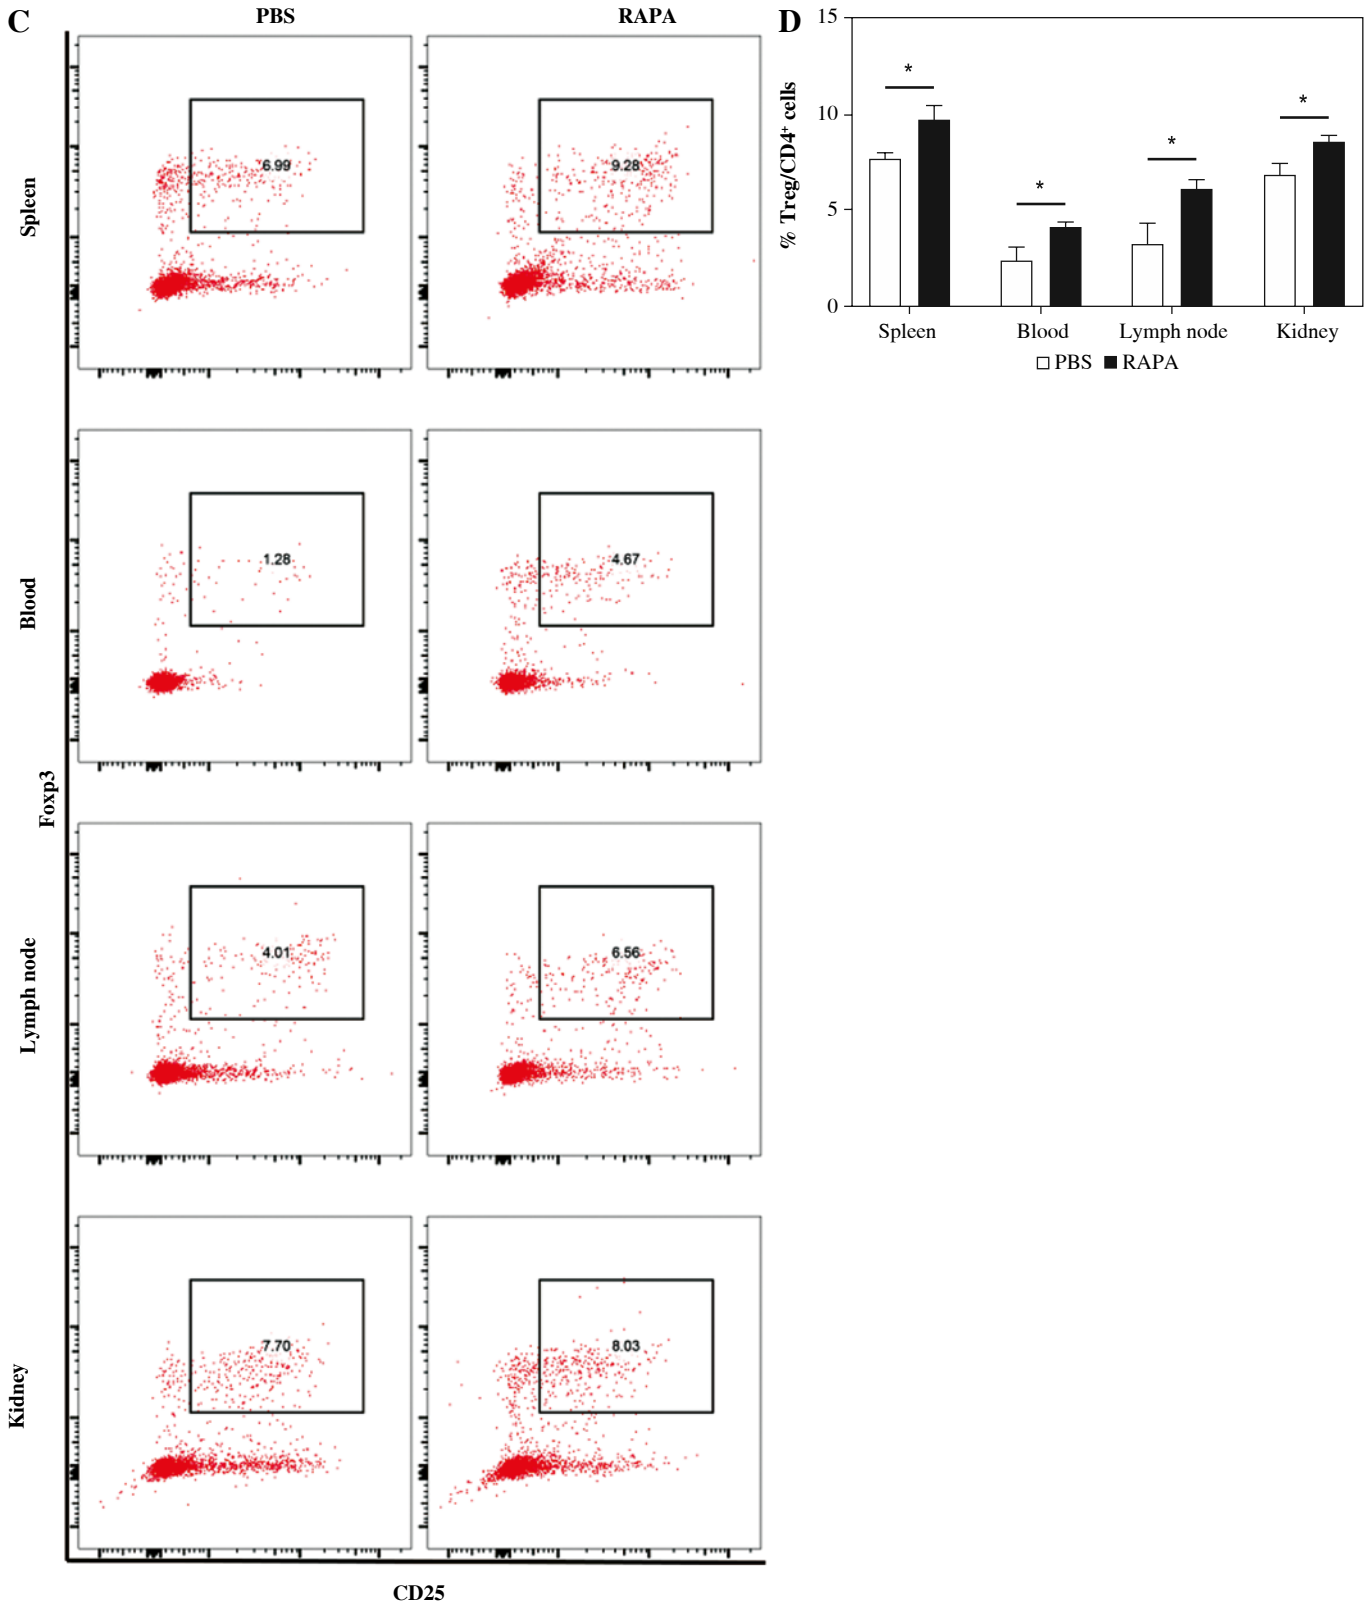 C
PBS
RAPA
Spleen
6.99
9.28
Blood
1.28
4.67
Foxp3
Lymph node
4.01
6.56
Kidney
7.70
8.03
CD25
D
% Treg/CD4⁺ cells
15
10
5
0
*
*
*
*
Spleen
Blood
Lymph node
Kidney
PBS
RAPA